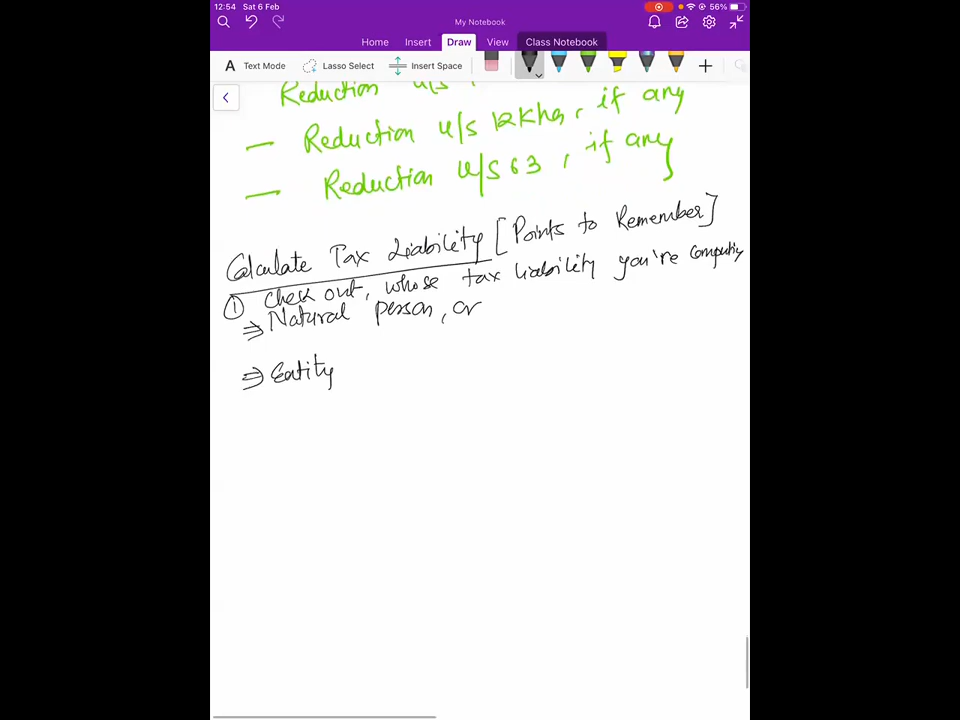 12:54 Sat 6 Feb
56%
My Notebook
Home Insert Draw View Class Notebook
Text Mode Lasso Select Insert Space
Reduction u/s
— Reduction u/s 12Kha, if any
— Reduction u/s 63, if any
Calculate Tax Liability [Points to Remember]
① Check out, whose tax liability you're computing
⇒ Natural person, or
⇒ Entity